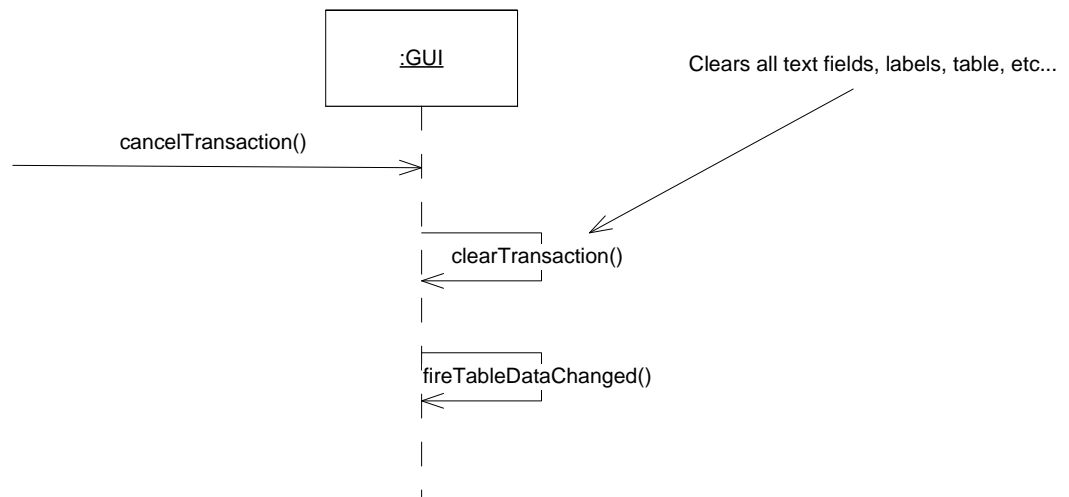 :GUI
Clears all text fields, labels, table, etc...
cancelTransaction()
clearTransaction()
fireTableDataChanged()